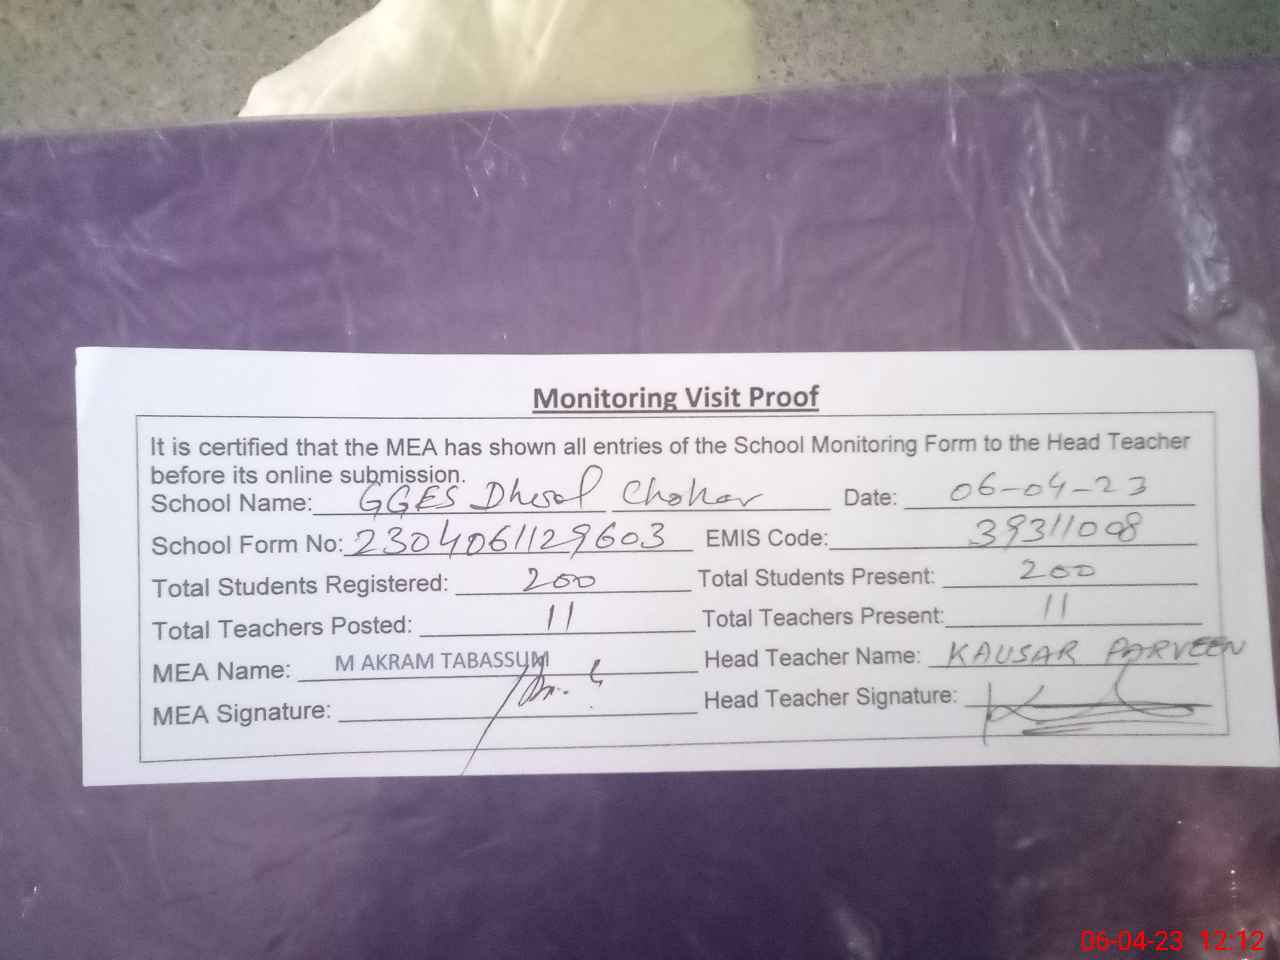 Monitoring Visit Proof
It is certified that the MEA has shown all entries of the School Monitoring Form to the Head Teacher
before its online submission.
School Name: GGES Dheral Chokar Date: 06-04-23
School Form No: 2304061129603 EMIS Code: 39311008
Total Students Registered: 200 Total Students Present: 200
Total Teachers Posted: 11 Total Teachers Present: 11
MEA Name: M AKRAM TABASSUM Head Teacher Name: KAUSAR PARVEEN
MEA Signature: Head Teacher Signature:
06-04-23 12:12